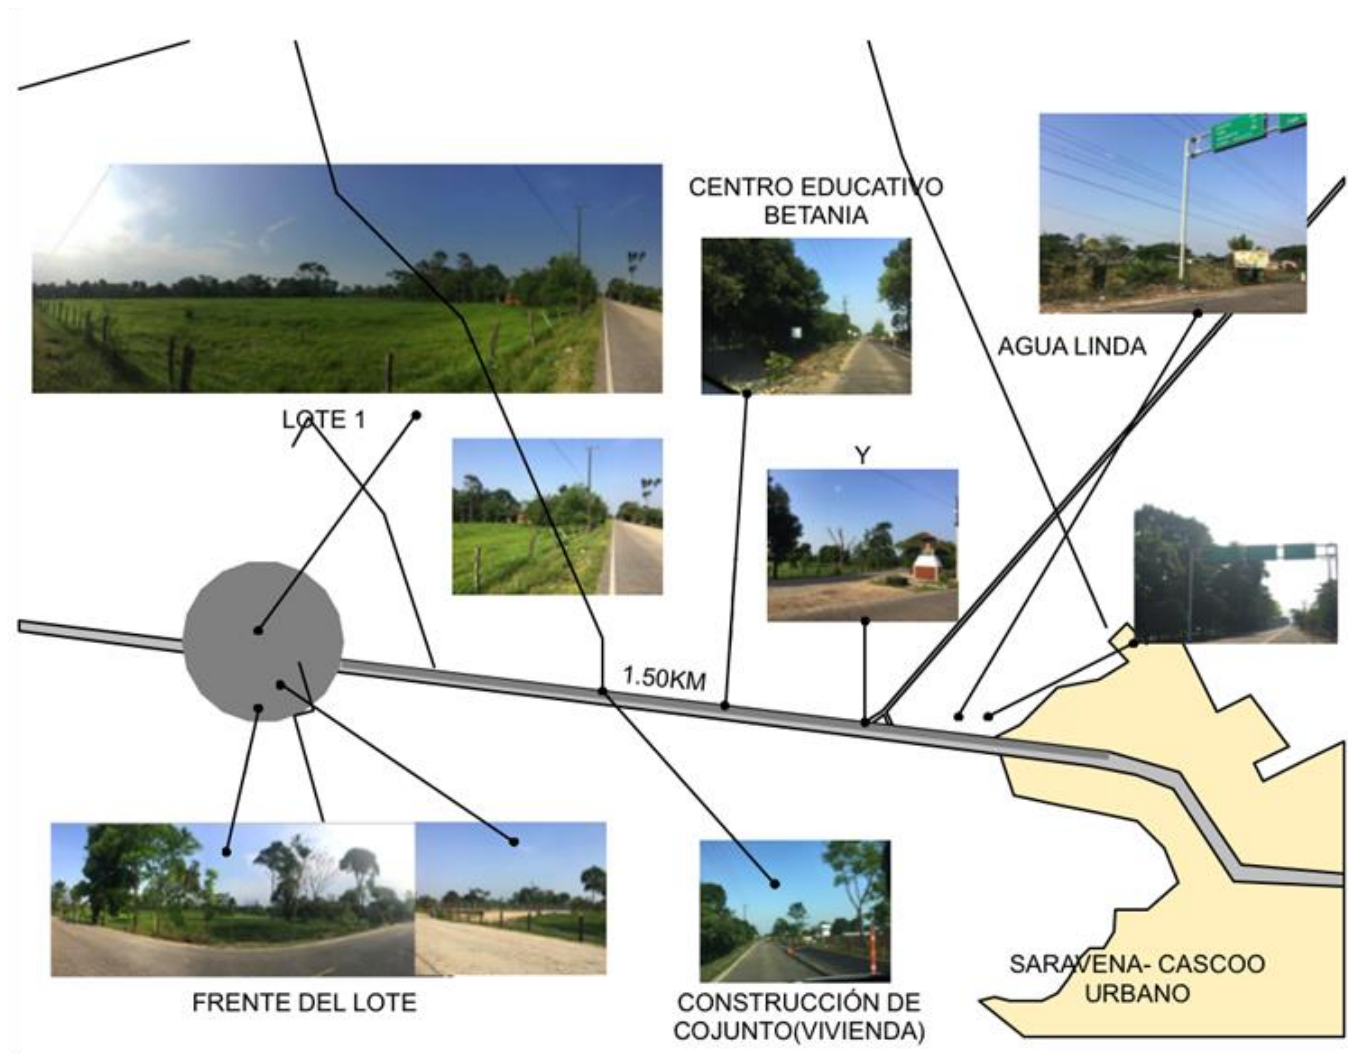 CENTRO EDUCATIVO
BETANIA
AGUA LINDA
LOTE 1
Y
1.50KM
SARAVENA- CASCOO
URBANO
FRENTE DEL LOTE
CONSTRUCCIÓN DE
COJUNTO(VIVIENDA)